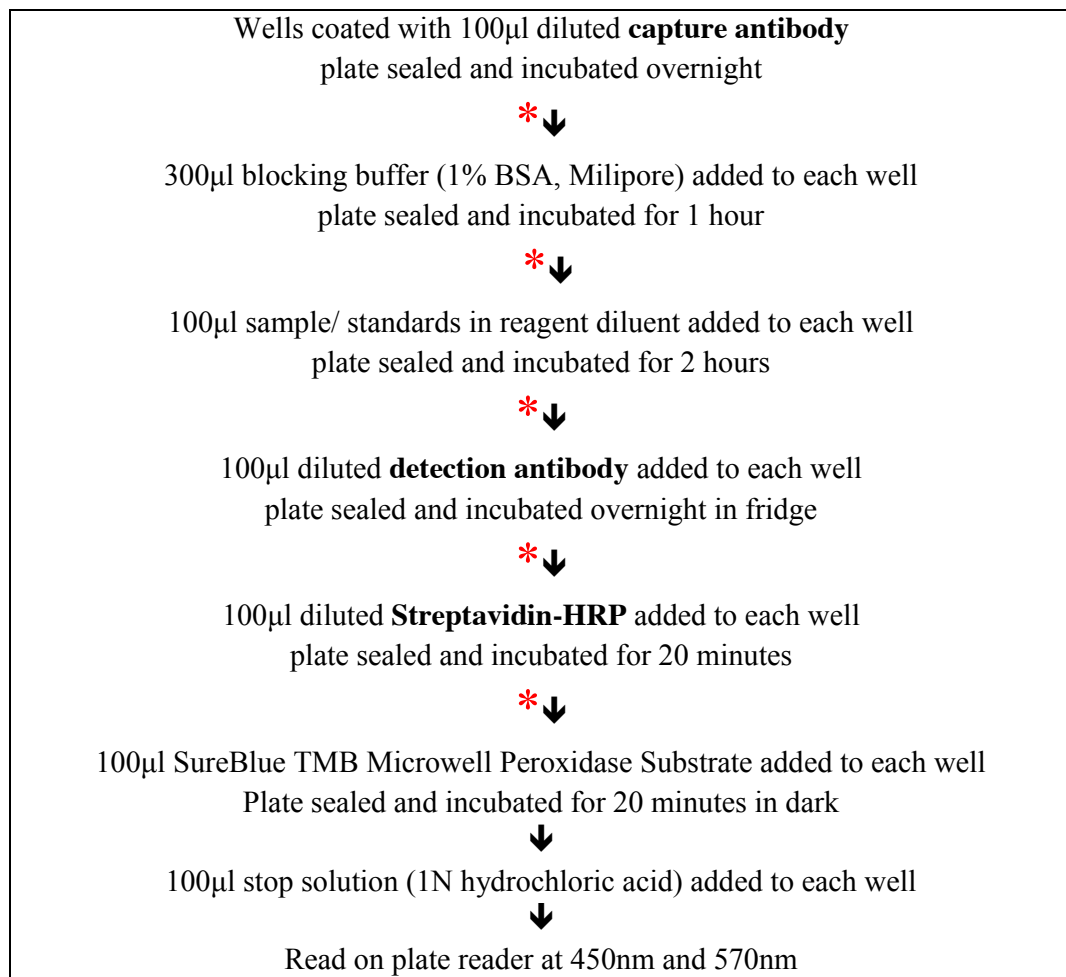 Wells coated with 100μl diluted capture antibody
plate sealed and incubated overnight
*🡻
300μl blocking buffer (1% BSA, Milipore) added to each well
plate sealed and incubated for 1 hour
*🡻
100μl sample/ standards in reagent diluent added to each well
plate sealed and incubated for 2 hours
*🡻
100μl diluted detection antibody added to each well
plate sealed and incubated overnight in fridge
*🡻
100μl diluted Streptavidin-HRP added to each well
plate sealed and incubated for 20 minutes
*🡻
100μl SureBlue TMB Microwell Peroxidase Substrate added to each well
Plate sealed and incubated for 20 minutes in dark
🡻
100μl stop solution (1N hydrochloric acid) added to each well
🡻
Read on plate reader at 450nm and 570nm